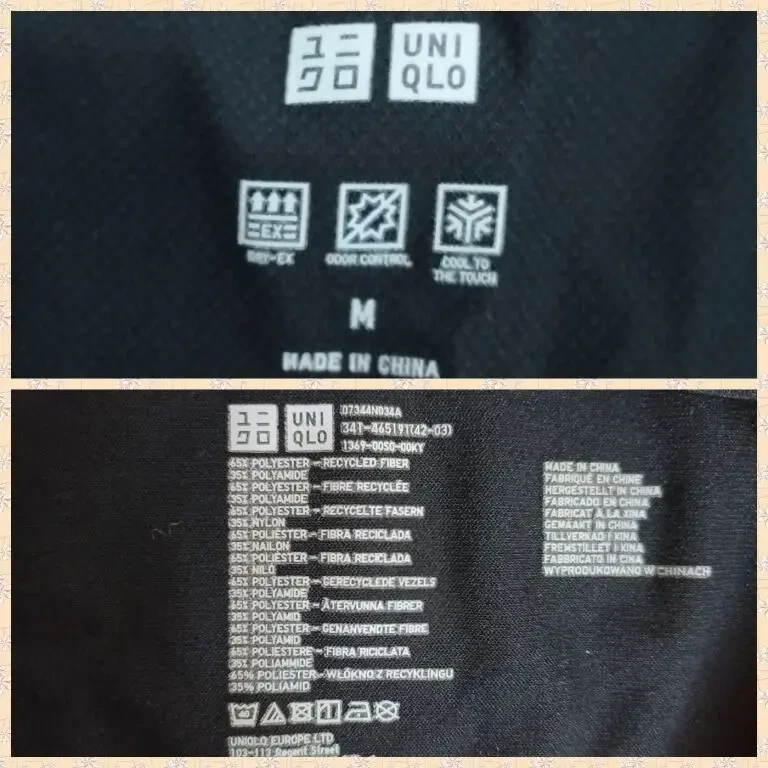 ユニ
クロ
UNI
QLO
EX
DRY-EX
ODOR CONTROL
COOL TO
THE TOUCH
M
MADE IN CHINA
ユニ
クロ
UNI
QLO
07344N034A
341-465191(42-03)
1369-00SO-00KY
65% POLYESTER-RECYCLED FIBER
35% POLYAMIDE
65% POLYESTER-FIBRE RECYCLÉE
35% POLYAMIDE
65% POLYESTER-RECYCELTE FASERN
35% NYLON
65% POLIÉSTER-FIBRA RECICLADA
35% NAILON
65% POLIÈSTER-FIBRA RECICLADA
35% NILÓ
65% POLYESTER-GERECYCLEDE VEZELS
35% POLYAMIDE
65% POLYESTER-ÅTERVUNNA FIBRER
35% POLYAMID
65% POLYESTER-GENANVENDTE FIBRE
35% POLYAMID
65% POLIESTERE-FIBRA RICICLATA
35% POLIAMMIDE
65% POLIESTER-WŁÓKNO Z RECYKLINGU
35% POLIAMID
40
UNIQLO EUROPE LTD
103-113 Regent Street
MADE IN CHINA
FABRIQUÉ EN CHINE
HERGESTELLT IN CHINA
FABRICADO EN CHINA
FABRICAT A LA XINA
GEMAAKT IN CHINA
TILLVERKAD I KINA
FREMSTILLET I KINA
FABBRICATO IN CINA
WYPRODUKOWANO W CHINACH